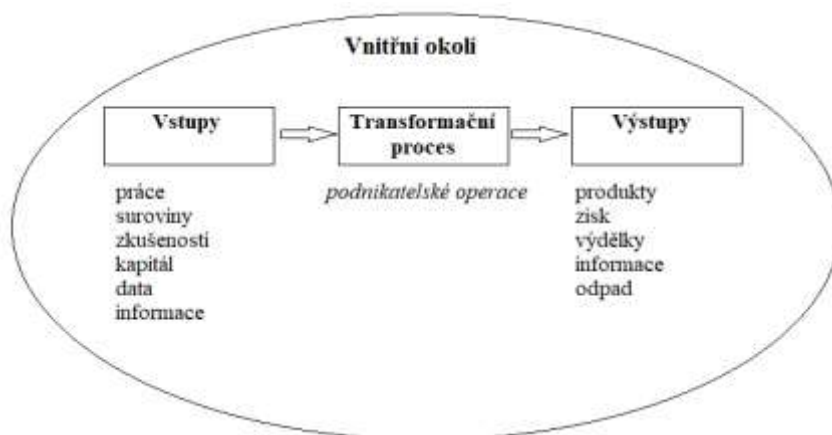 Vnitřní okolí
Vstupy
Transformační
proces
Výstupy
práce
suroviny
zkušenosti
kapitál
data
informace
podnikatelské operace
produkty
zisk
výdělky
informace
odpad